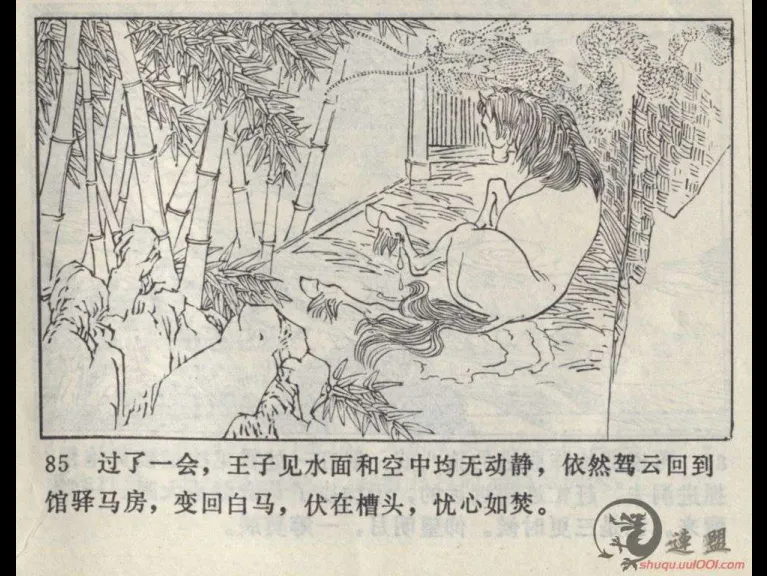 85 过了一会，王子见水面和空中均无动静，依然驾云回到
馆驿马房，变回白马，伏在槽头，忧心如焚。
連盟
shuqu.uu1001.com